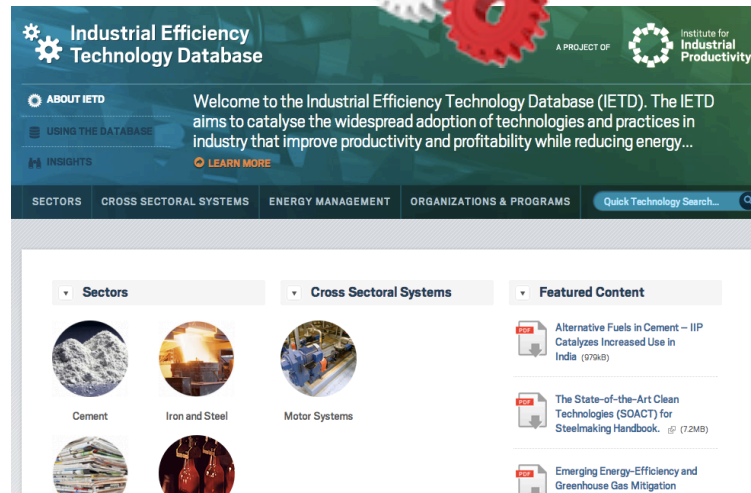 Industrial Efficiency
Technology Database
A PROJECT OF
Institute for
Industrial
Productivity
ABOUT IETD
USING THE DATABASE
INSIGHTS
Welcome to the Industrial Efficiency Technology Database (IETD). The IETD
aims to catalyse the widespread adoption of technologies and practices in
industry that improve productivity and profitability while reducing energy...
LEARN MORE
SECTORS CROSS SECTORAL SYSTEMS ENERGY MANAGEMENT ORGANIZATIONS & PROGRAMS Quick Technology Search...
Sectors
Cement
Iron and Steel
Cross Sectoral Systems
Motor Systems
Featured Content
PDF
Alternative Fuels in Cement – IIP
Catalyzes Increased Use in
India (979kB)
PDF
The State-of-the-Art Clean
Technologies (SOACT) for
Steelmaking Handbook. (7.2MB)
PDF
Emerging Energy-Efficiency and
Greenhouse Gas Mitigation